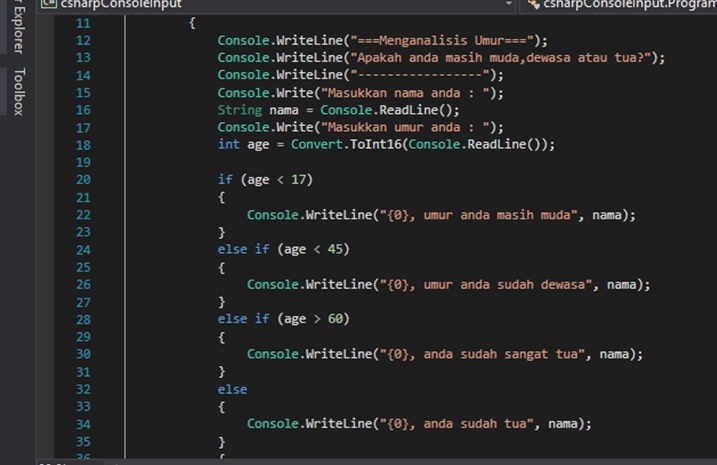 csharpConsoleInput csharpConsoleInput.Program
Explorer
Toolbox
11 {
12 Console.WriteLine("===Menganalisis Umur===");
13 Console.WriteLine("Apakah anda masih muda,dewasa atau tua?");
14 Console.WriteLine("-----------------");
15 Console.Write("Masukkan nama anda : ");
16 String nama = Console.ReadLine();
17 Console.Write("Masukkan umur anda : ");
18 int age = Convert.ToInt16(Console.ReadLine());
19
20 if (age < 17)
21 {
22 Console.WriteLine("{0}, umur anda masih muda", nama);
23 }
24 else if (age < 45)
25 {
26 Console.WriteLine("{0}, umur anda sudah dewasa", nama);
27 }
28 else if (age > 60)
29 {
30 Console.WriteLine("{0}, anda sudah sangat tua", nama);
31 }
32 else
33 {
34 Console.WriteLine("{0}, anda sudah tua", nama);
35 }
36 {